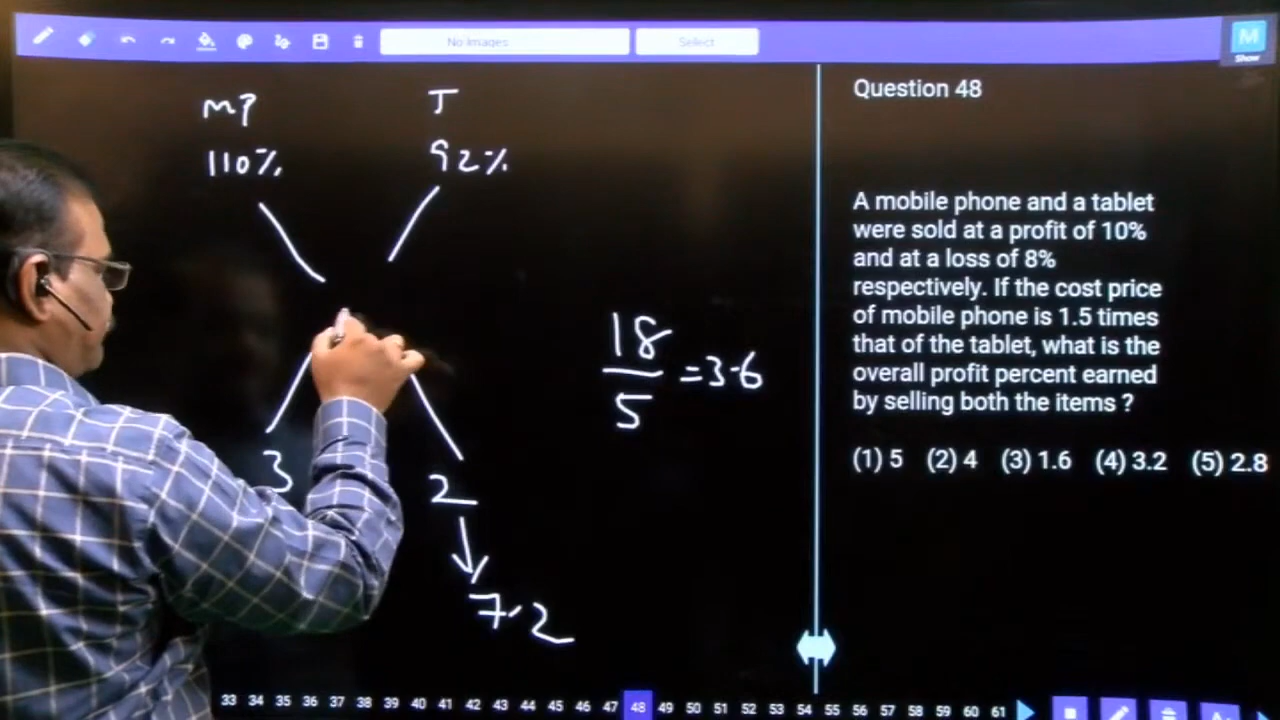 No Images
Select
M
Show
MP
T
110%
92%
3
2
7.2
18
5
=3.6
Question 48
A mobile phone and a tablet
were sold at a profit of 10%
and at a loss of 8%
respectively. If the cost price
of mobile phone is 1.5 times
that of the tablet, what is the
overall profit percent earned
by selling both the items ?
(1) 5 (2) 4 (3) 1.6 (4) 3.2 (5) 2.8
33 34 35 36 37 38 39 40 41 42 43 44 45 46 47 48 49 50 51 52 53 54 55 56 57 58 59 60 61